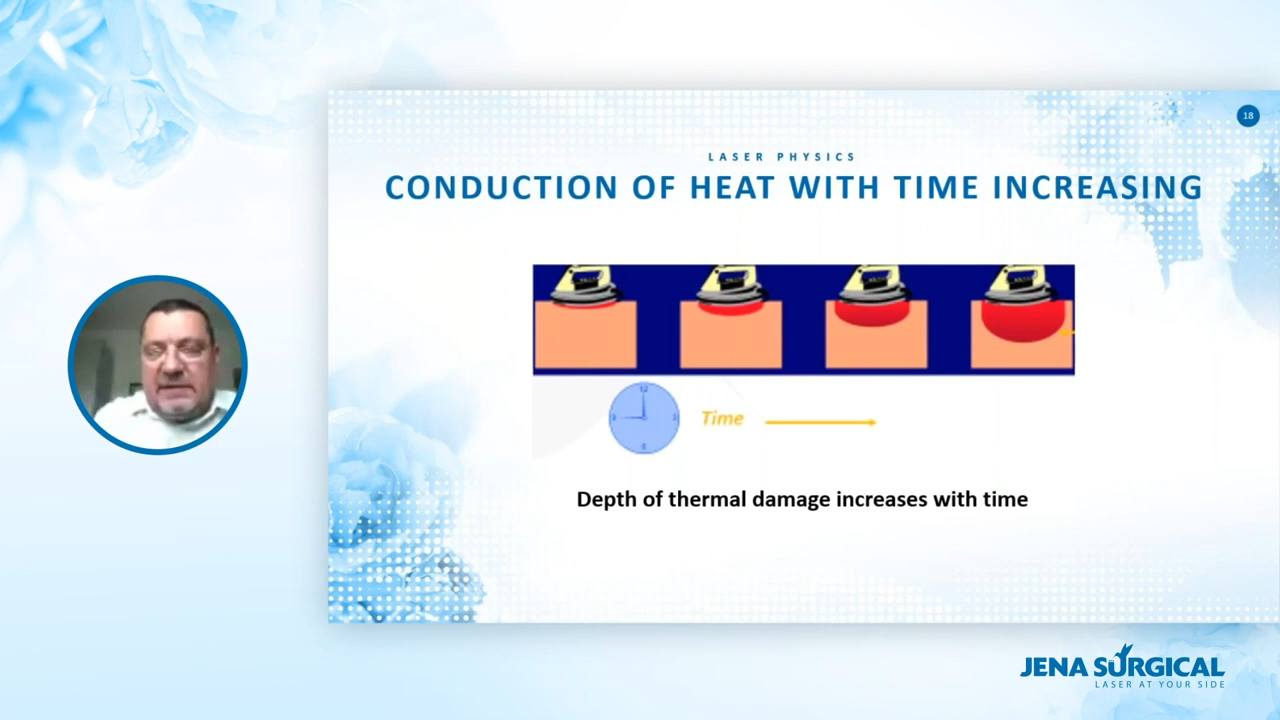 18
LASER PHYSICS
CONDUCTION OF HEAT WITH TIME INCREASING
12
Time
Depth of thermal damage increases with time
JENA SURGICAL
LASER AT YOUR SIDE